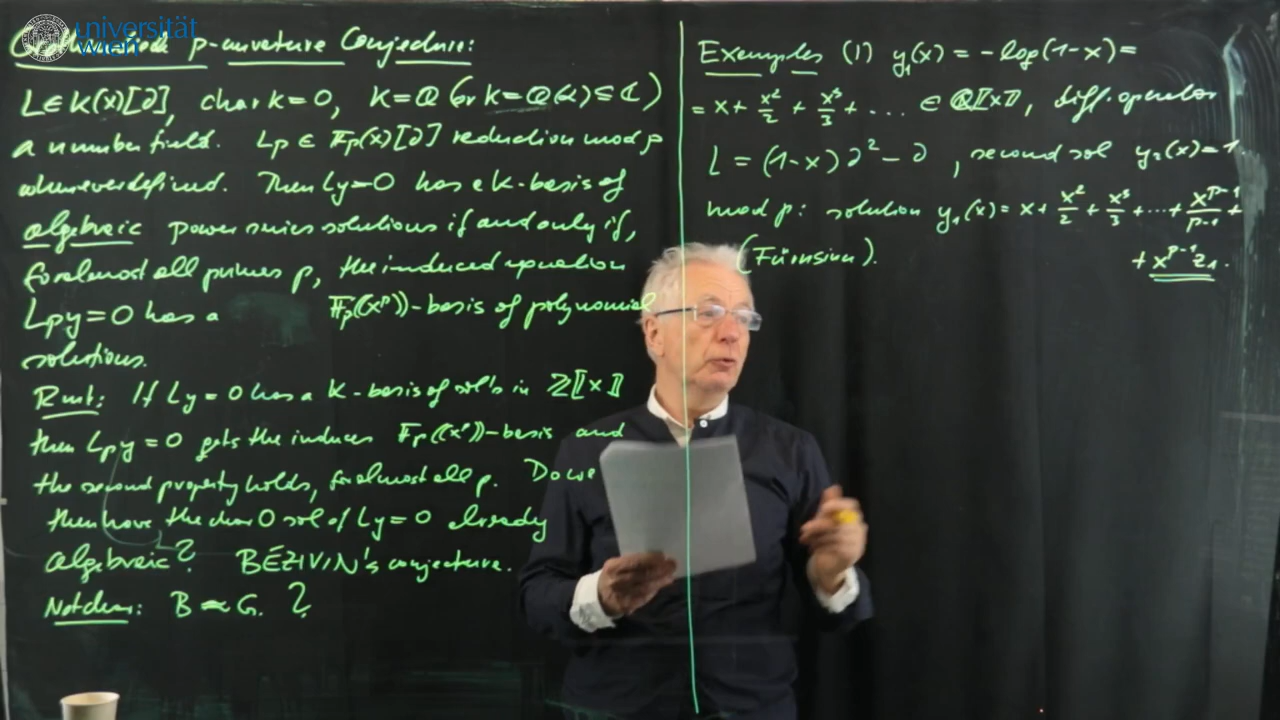 universität
wien
p-curvature Conjecture:
L ∈ K(x)[∂], char k = 0, K = Q (or k = Q(α) ⊆ C)
a number field. Lp ∈ Fp(x)[∂] reduction mod p
whenever defined. Then Ly=0 has a K-basis of
algebraic power series solutions if and only if,
for almost all primes p, the induced equation
Lpy=0 has a Fp((x^p))-basis of polynomial
solutions.
Rmk: If Ly=0 has a K-basis of sol's in Z[[x]]
then Lpy=0 gets the induces Fp((x^p))-basis and
the second property holds, for almost all p. Do we
then have the char 0 sol of Ly=0 already
algebraic? BÉZIVIN's conjecture.
Not clear: B ⇒ G. ?
Examples (1) y₁(x) = -log(1-x) =
= x + x²/2 + x³/3 + ... ∈ Q[[x]], diff. operator
L = (1-x)∂² - ∂, second sol y₂(x)=1
mod p: solution y₁(x) = x + x²/2 + x³/3 + ... + x^(p-1)/(p-1) +
(Fürnsinn). + x^(p-1) z₁.